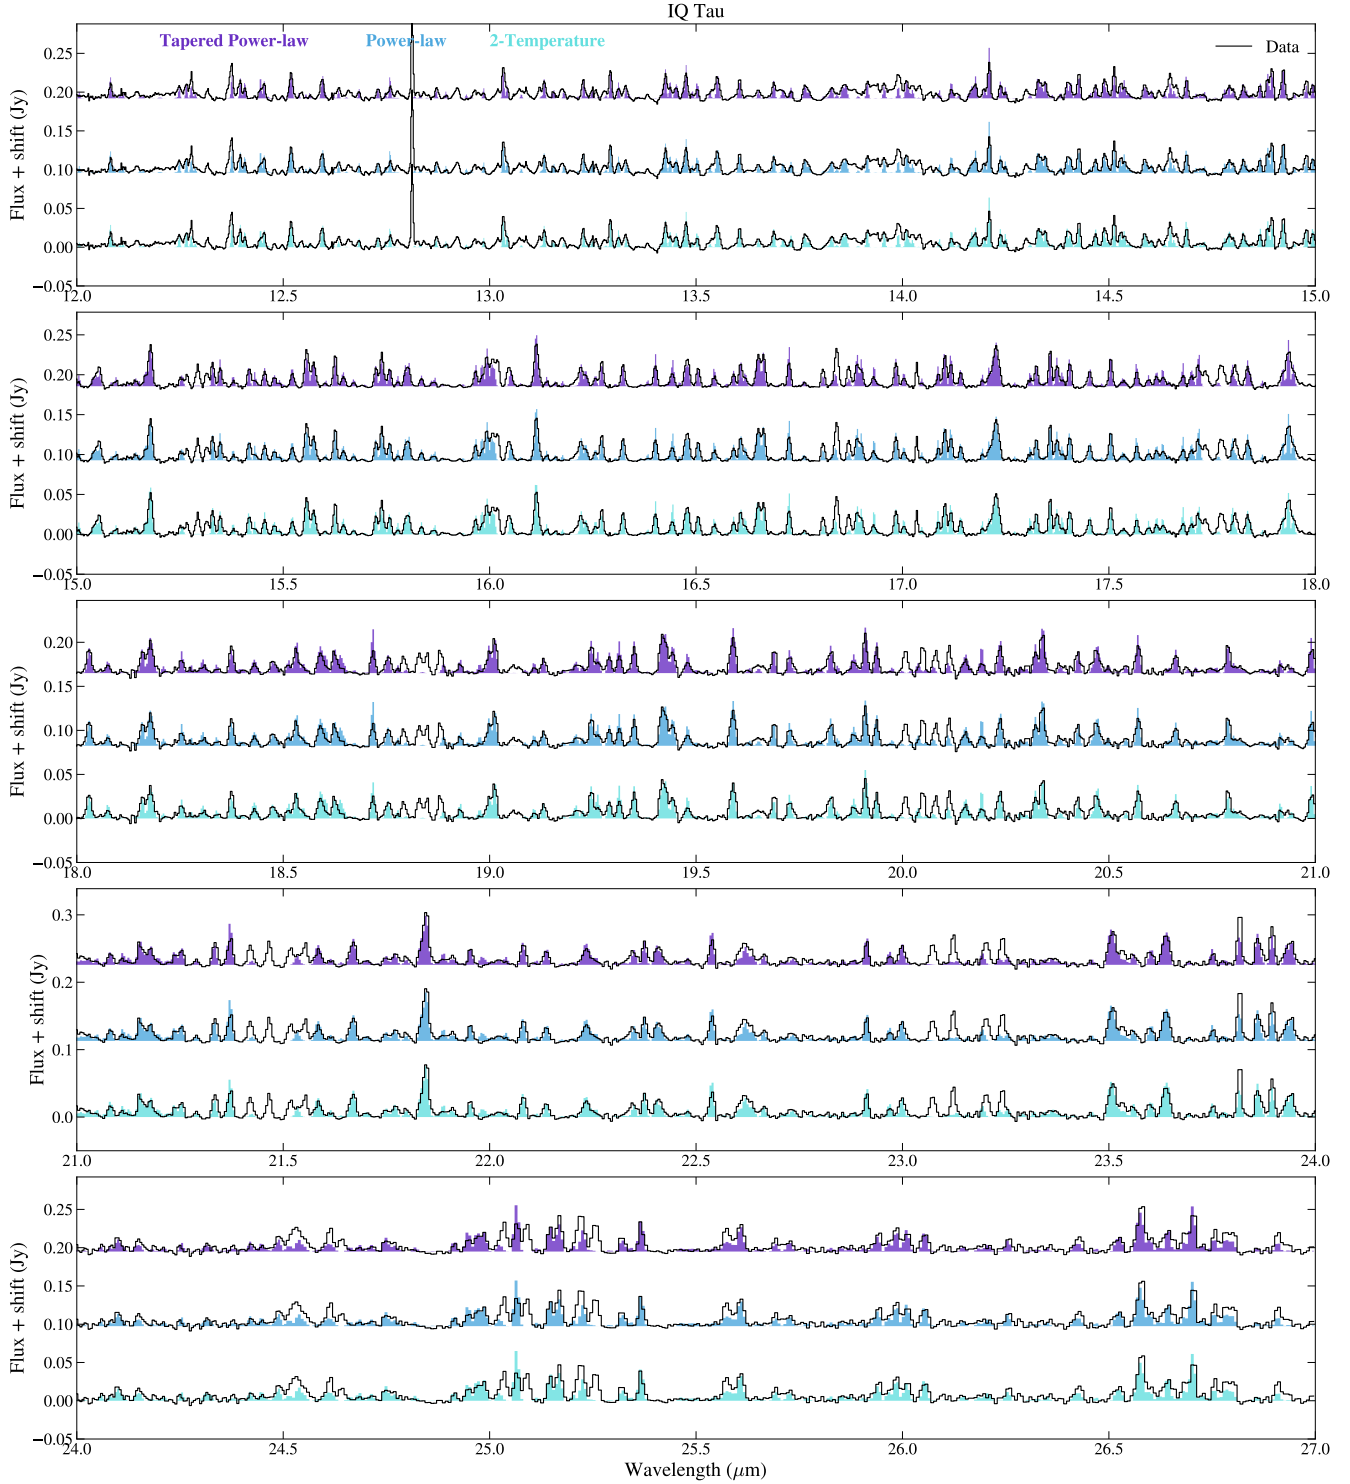 IQ Tau
Tapered Power-law Power-law 2-Temperature Data
Flux + shift (Jy)
0.25
0.20
0.15
0.10
0.05
0.00
−0.05
12.0 12.5 13.0 13.5 14.0 14.5 15.0
Flux + shift (Jy)
0.25
0.20
0.15
0.10
0.05
0.00
−0.05
15.0 15.5 16.0 16.5 17.0 17.5 18.0
Flux + shift (Jy)
0.20
0.15
0.10
0.05
0.00
−0.05
18.0 18.5 19.0 19.5 20.0 20.5 21.0
Flux + shift (Jy)
0.3
0.2
0.1
0.0
21.0 21.5 22.0 22.5 23.0 23.5 24.0
Flux + shift (Jy)
0.25
0.20
0.15
0.10
0.05
0.00
−0.05
24.0 24.5 25.0 25.5 26.0 26.5 27.0
Wavelength (μm)